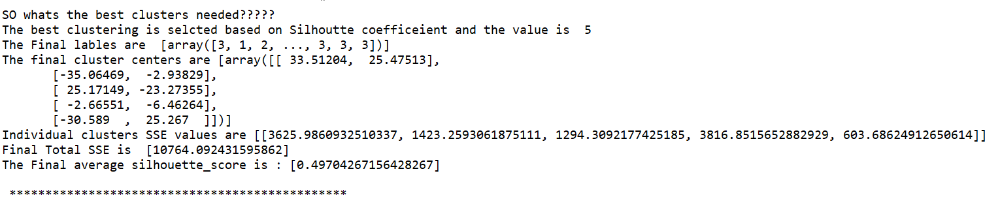 SO whats the best clusters needed?????
The best clustering is selcted based on Silhoutte coefficeient and the value is  5
The Final lables are  [array([3, 1, 2, ..., 3, 3, 3])]
The final cluster centers are [array([[ 33.51204,  25.47513],
       [-35.06469,  -2.93829],
       [ 25.17149, -23.27355],
       [ -2.66551,  -6.46264],
       [-30.589  ,  25.267  ]])]
Individual clusters SSE values are [[3625.9860932510337, 1423.2593061875111, 1294.3092177425185, 3816.8515652882929, 603.68624912650614]]
Final Total SSE is  [10764.092431595862]
The Final average silhouette_score is : [0.49704267156428267]
***********************************************